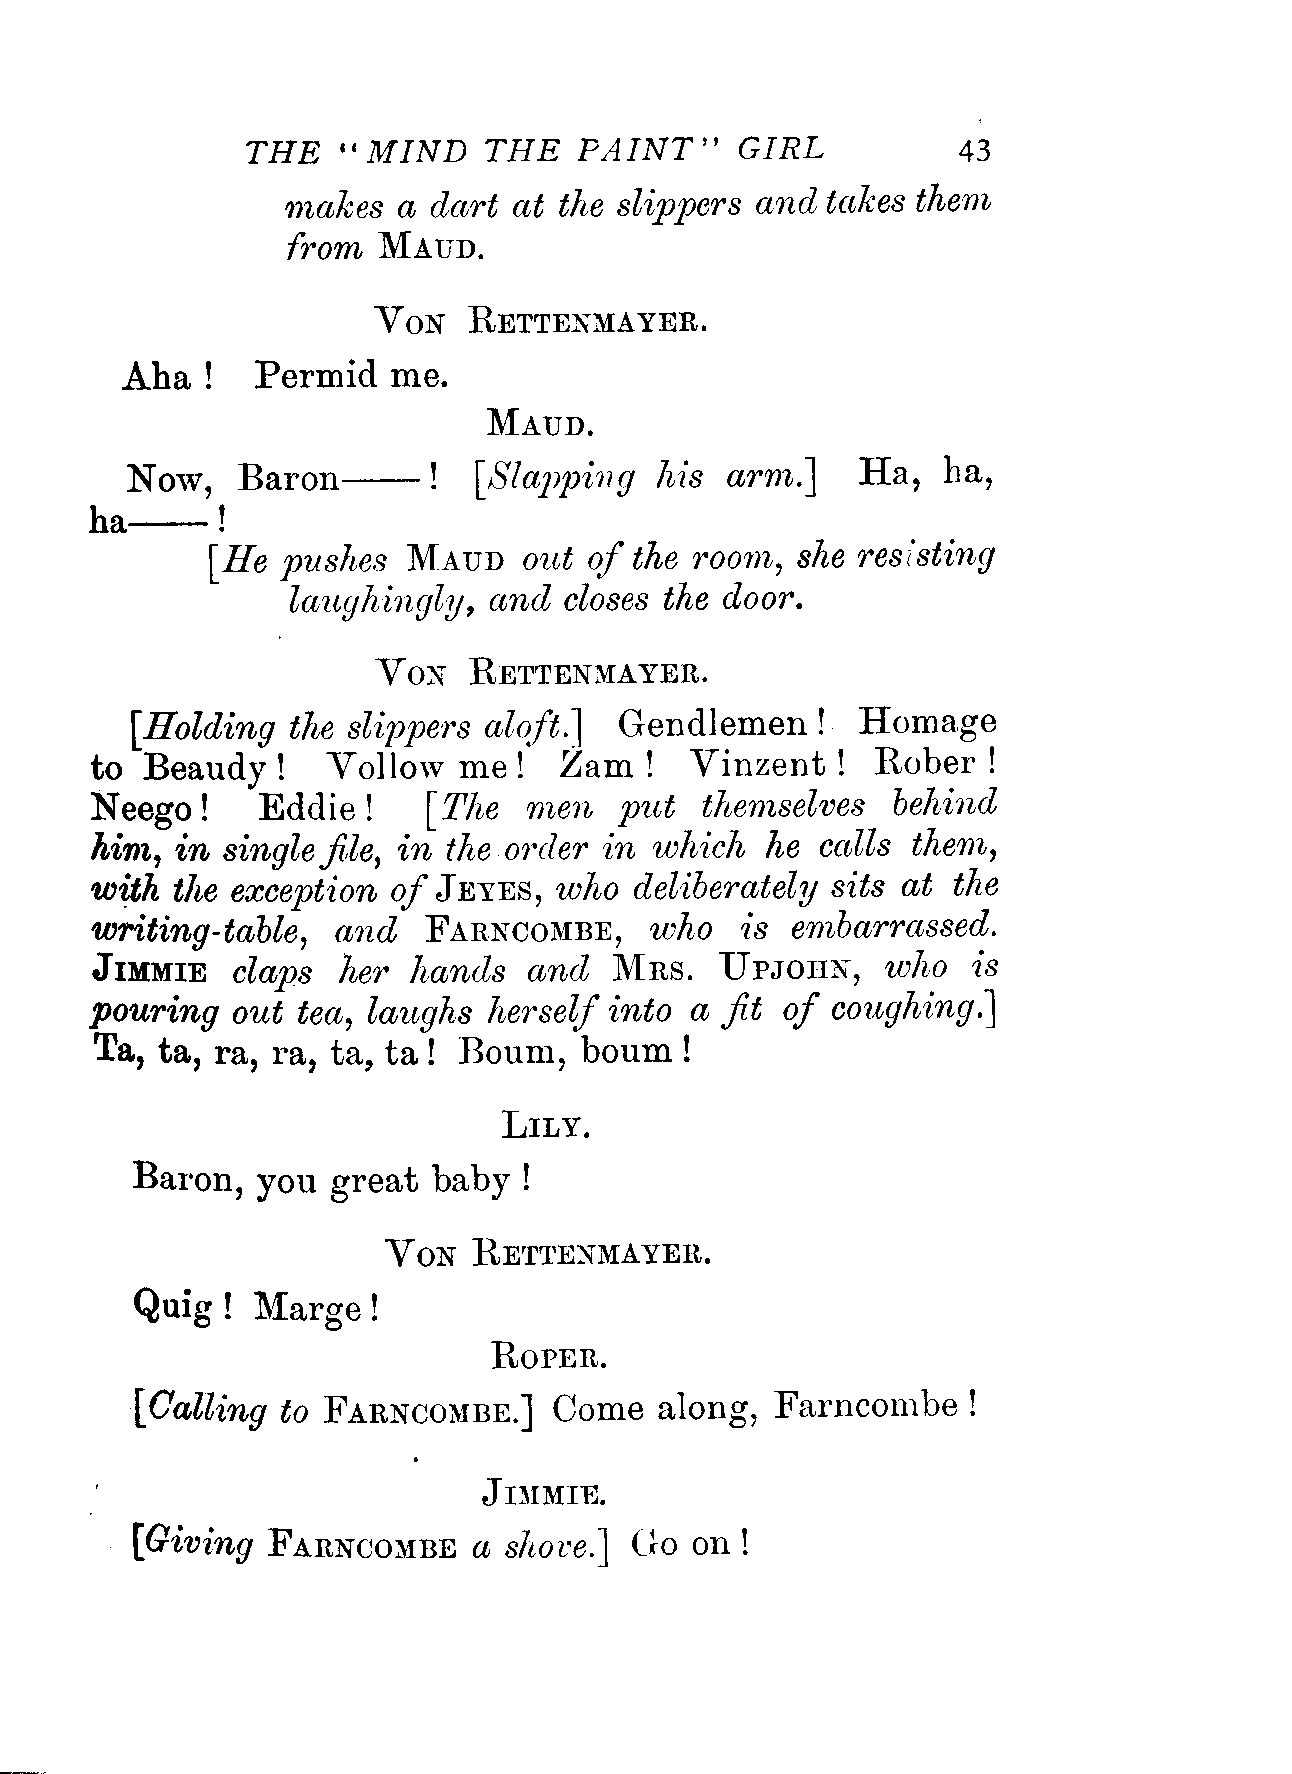 THE "MIND THE PAINT" GIRL 43
makes a dart at the slippers and takes them
from MAUD.
VON RETTENMAYER.
Aha! Permid me.
MAUD.
Now, Baron——! [Slapping his arm.] Ha, ha,
ha——!
[He pushes MAUD out of the room, she resisting
laughingly, and closes the door.
VON RETTENMAYER.
[Holding the slippers aloft.] Gendlemen! Homage
to Beaudy! Vollow me! Zam! Vinzent! Rober!
Neego! Eddie! [The men put themselves behind
him, in single file, in the order in which he calls them,
with the exception of JEYES, who deliberately sits at the
writing-table, and FARNCOMBE, who is embarrassed.
JIMMIE claps her hands and MRS. UPJOHN, who is
pouring out tea, laughs herself into a fit of coughing.]
Ta, ta, ra, ra, ta, ta! Boum, boum!
LILY.
Baron, you great baby!
VON RETTENMAYER.
Quig! Marge!
ROPER.
[Calling to FARNCOMBE.] Come along, Farncombe!
JIMMIE.
[Giving FARNCOMBE a shove.] Go on!